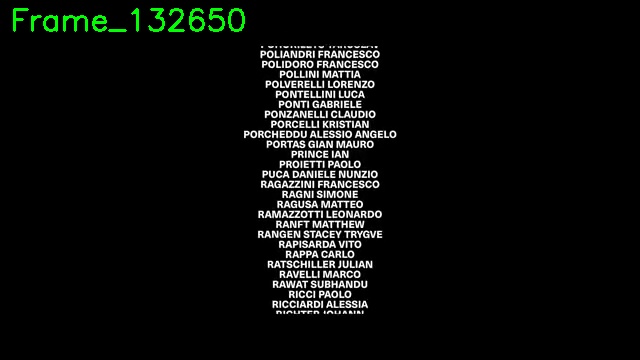 Frame_132650
POLIANDRI FRANCESCO
POLIDORO FRANCESCO
POLLINI MATTIA
POLVERELLI LORENZO
PONTELLINI LUCA
PONTI GABRIELE
PONZANELLI CLAUDIO
PORCELLI KRISTIAN
PORCHEDDU ALESSIO ANGELO
PORTAS GIAN MAURO
PRINCE IAN
PROIETTI PAOLO
PUCA DANIELE NUNZIO
RAGAZZINI FRANCESCO
RAGNI SIMONE
RAGUSA MATTEO
RAMAZZOTTI LEONARDO
RANFT MATTHEW
RANGEN STACEY TRYGVE
RAPISARDA VITO
RAPPA CARLO
RATSCHILLER JULIAN
RAVELLI MARCO
RAWAT SUBHANDU
RICCI PAOLO
RICCIARDI ALESSIA
RICHTER JOHANN